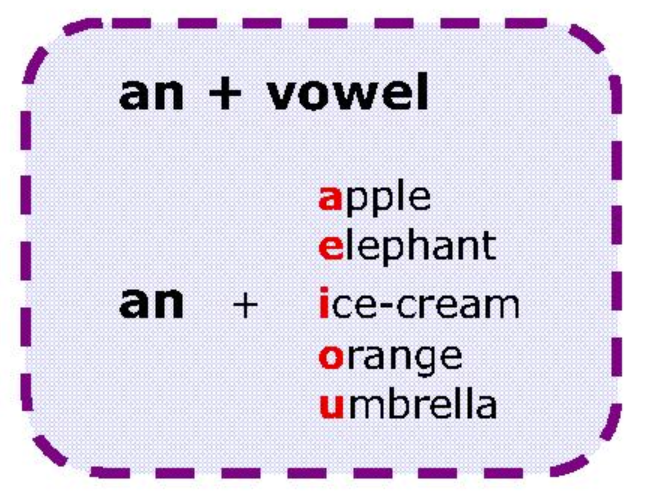 an + vowel
apple
elephant
an + ice-cream
orange
umbrella